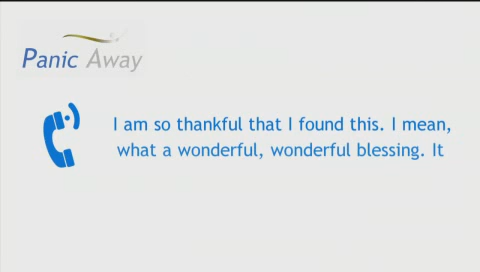 Panic Away
I am so thankful that I found this. I mean,
what a wonderful, wonderful blessing. It